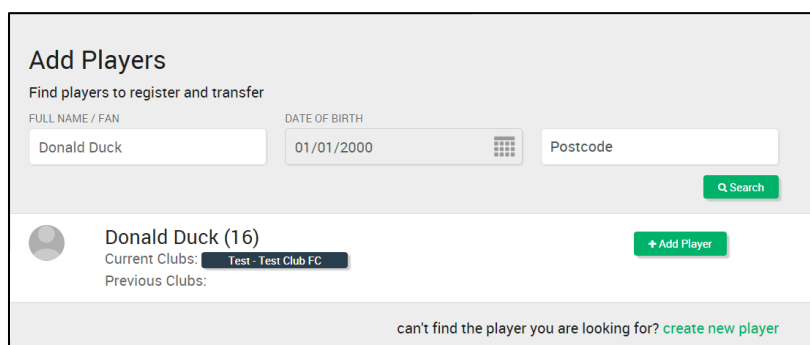 Add Players
Find players to register and transfer
FULL NAME / FAN DATE OF BIRTH
Donald Duck 01/01/2000 Postcode
Search
Donald Duck (16)
+ Add Player
Current Clubs: Test - Test Club FC
Previous Clubs:
can't find the player you are looking for? create new player